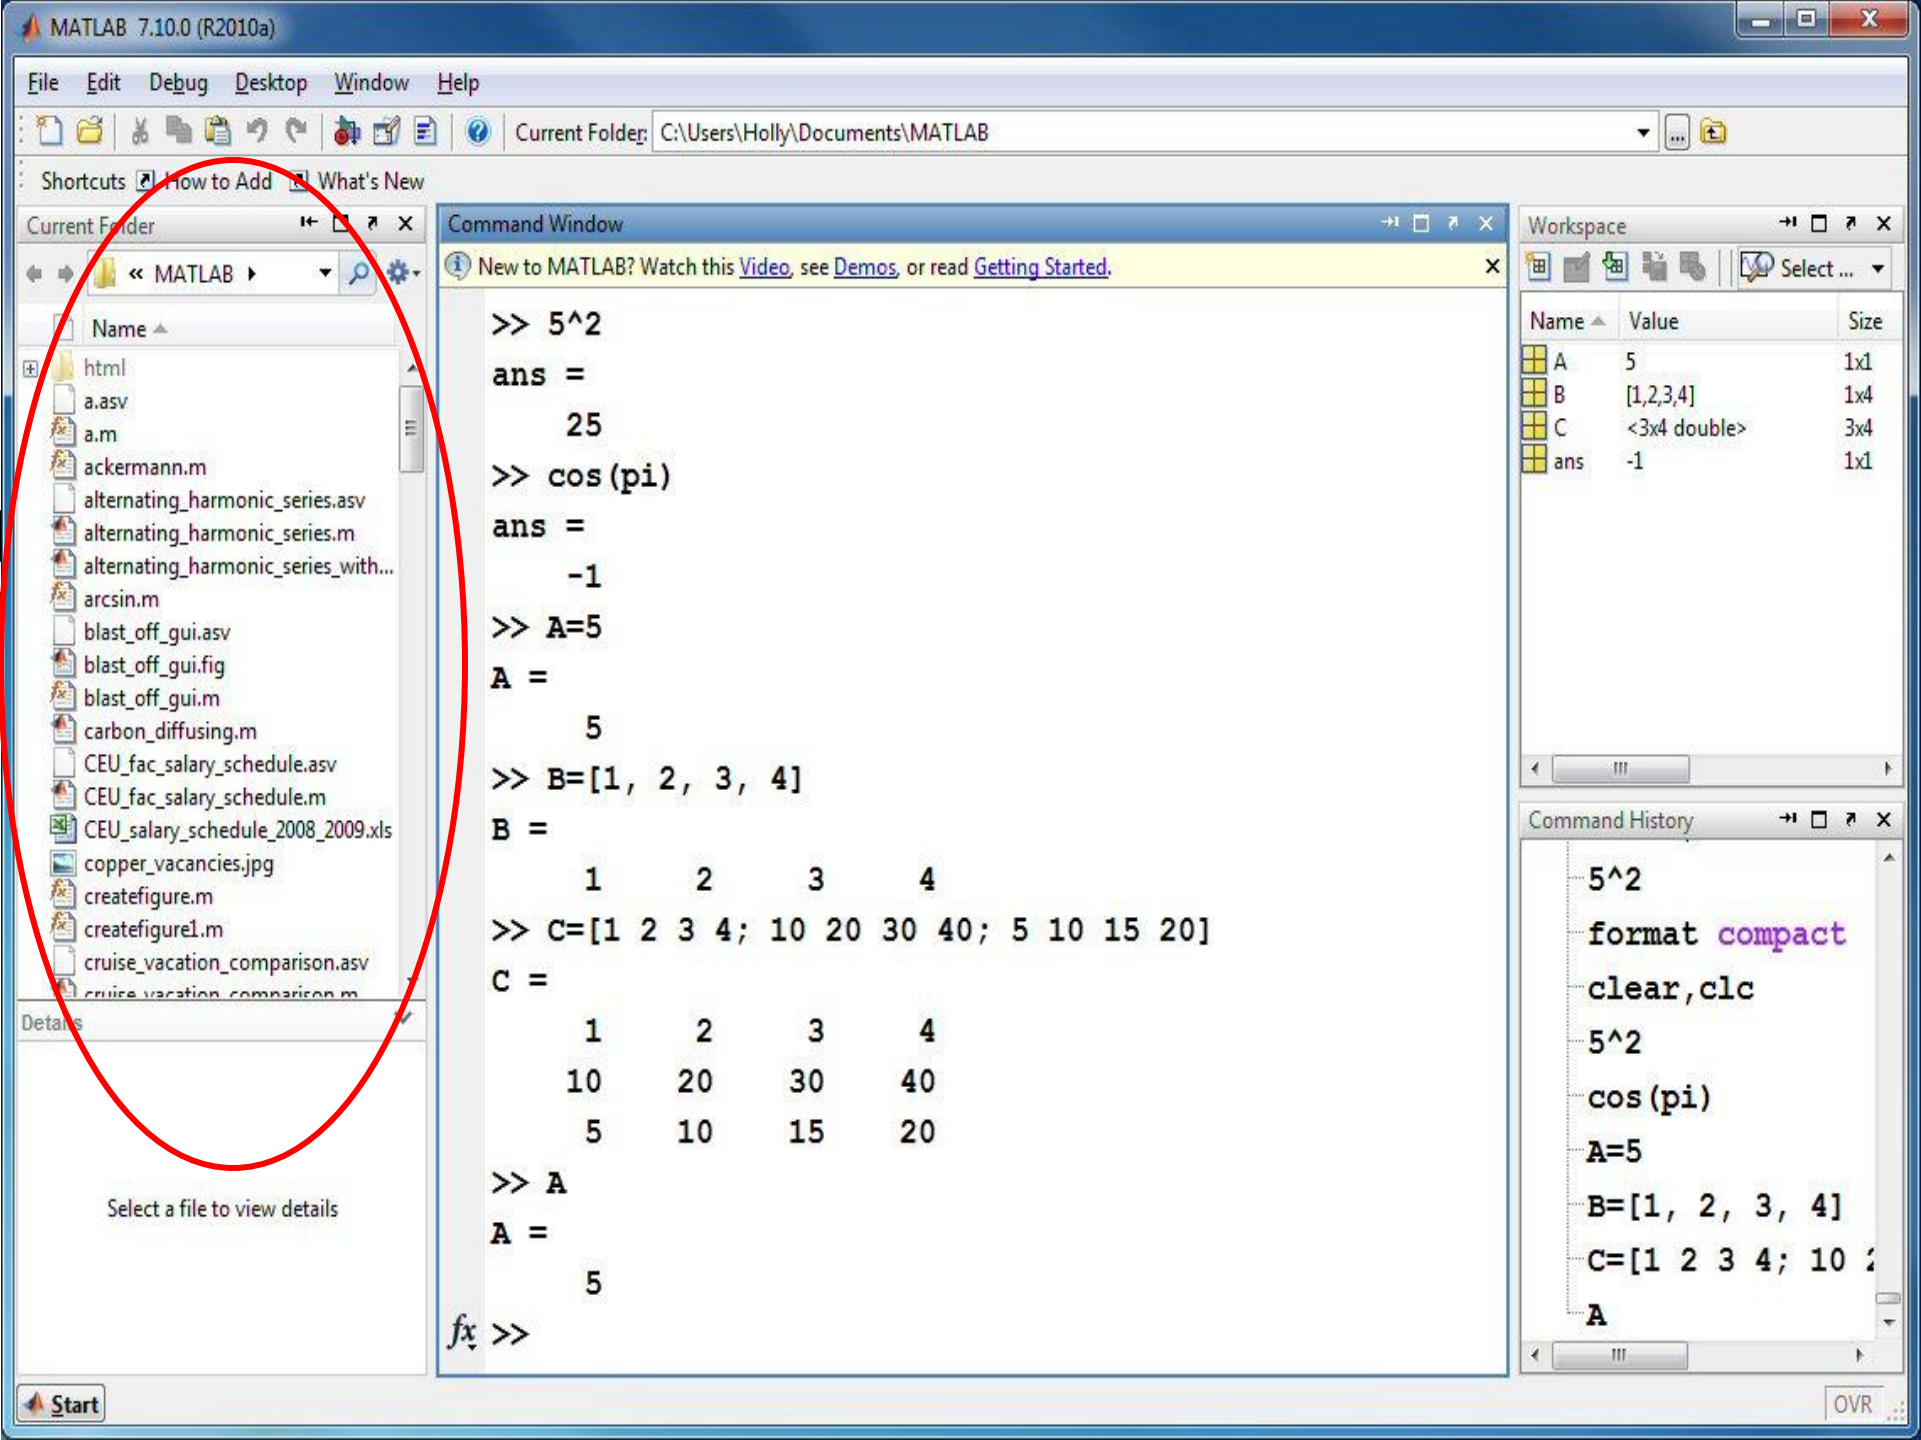 MATLAB 7.10.0 (R2010a)
File Edit Debug Desktop Window Help
Current Folder: C:\Users\Holly\Documents\MATLAB
Shortcuts How to Add What's New
Current Folder
« MATLAB
Name
html
a.asv
a.m
ackermann.m
alternating_harmonic_series.asv
alternating_harmonic_series.m
alternating_harmonic_series_with...
arcsin.m
blast_off_gui.asv
blast_off_gui.fig
blast_off_gui.m
carbon_diffusing.m
CEU_fac_salary_schedule.asv
CEU_fac_salary_schedule.m
CEU_salary_schedule_2008_2009.xls
copper_vacancies.jpg
createfigure.m
createfigure1.m
cruise_vacation_comparison.asv
cruise_vacation_comparison.m
Details
Select a file to view details
Command Window
New to MATLAB? Watch this Video, see Demos, or read Getting Started.
>> 5^2
ans =
25
>> cos(pi)
ans =
-1
>> A=5
A =
5
>> B=[1, 2, 3, 4]
B =
1 2 3 4
>> C=[1 2 3 4; 10 20 30 40; 5 10 15 20]
C =
1 2 3 4
10 20 30 40
5 10 15 20
>> A
A =
5
fx >>
Workspace
Select ...
Name Value Size
A 5 1x1
B [1,2,3,4] 1x4
C <3x4 double> 3x4
ans -1 1x1
Command History
5^2
format compact
clear,clc
5^2
cos(pi)
A=5
B=[1, 2, 3, 4]
C=[1 2 3 4; 10 2
A
Start
OVR